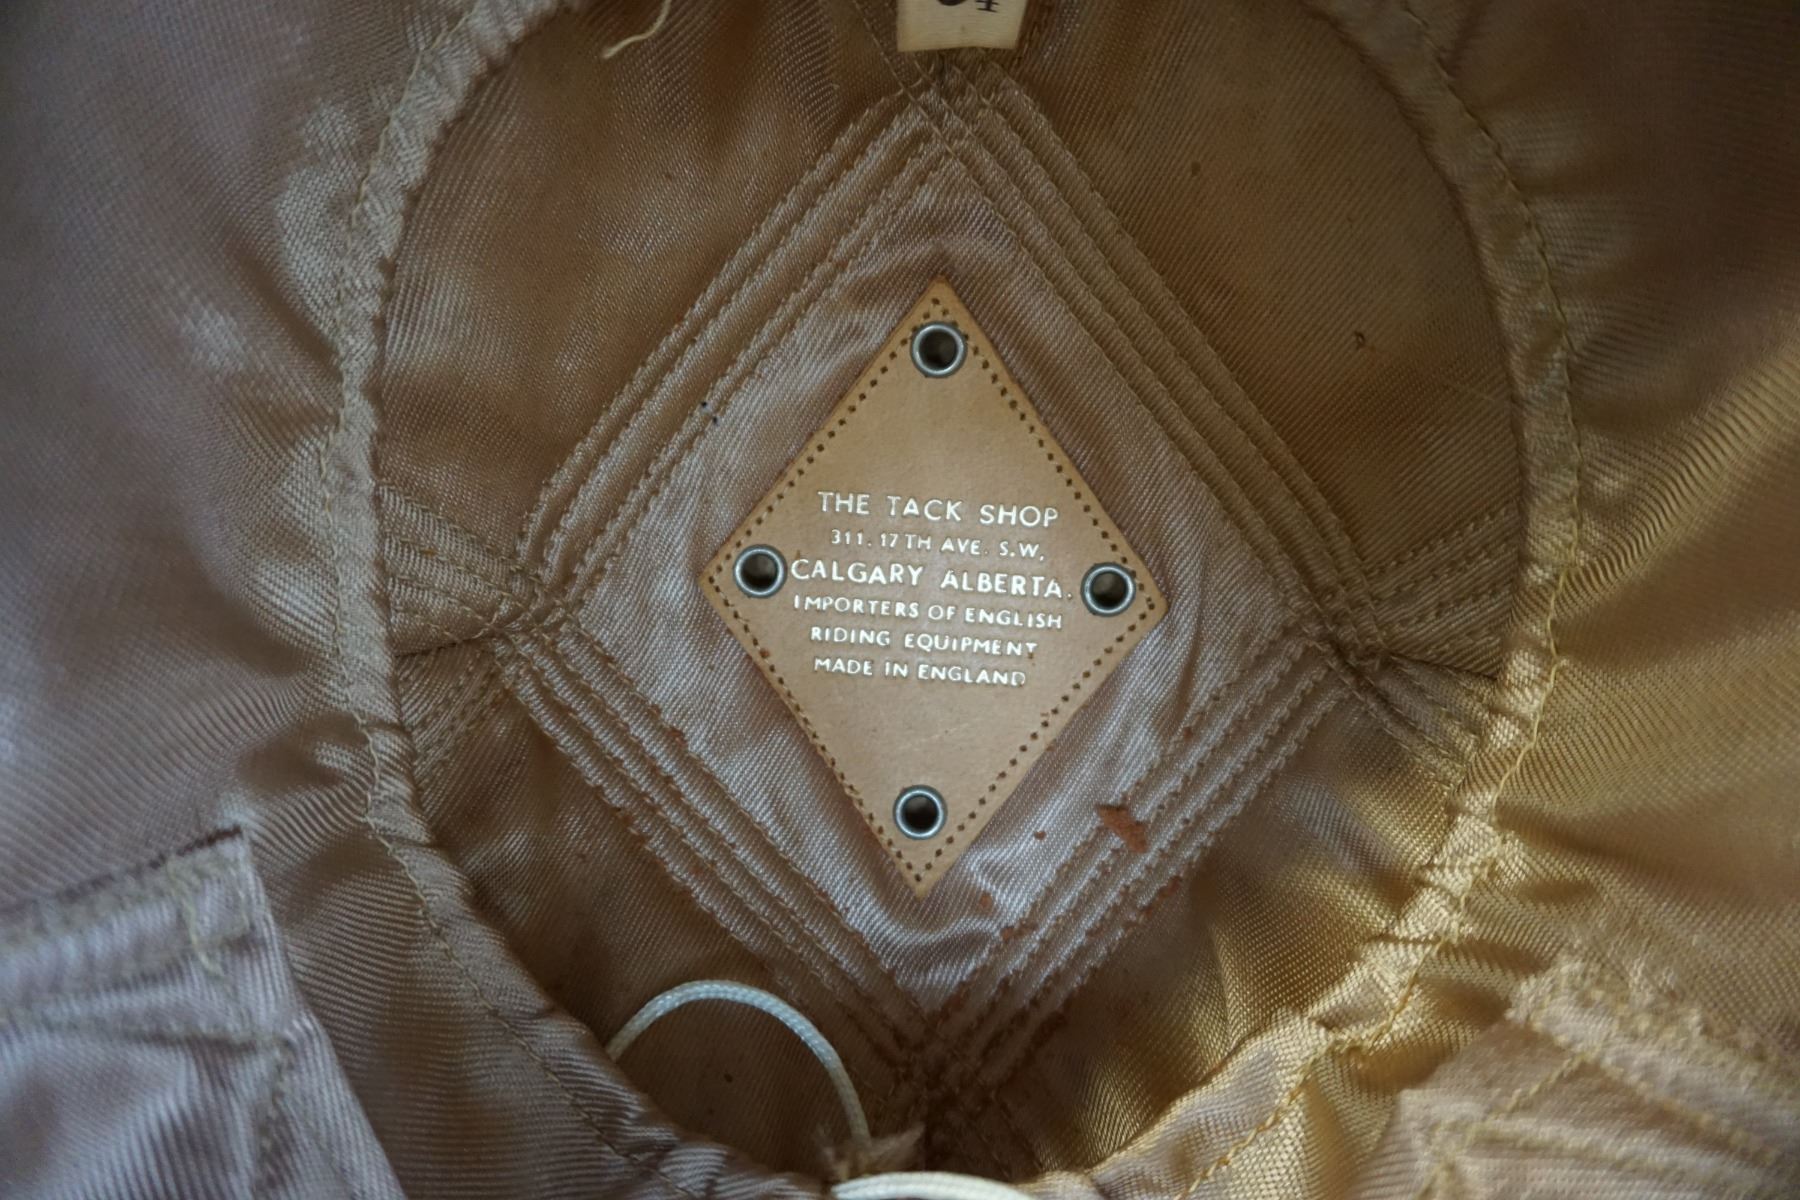 THE TACK SHOP
311. 17TH AVE. S.W,
CALGARY ALBERTA.
IMPORTERS OF ENGLISH
RIDING EQUIPMENT
MADE IN ENGLAND